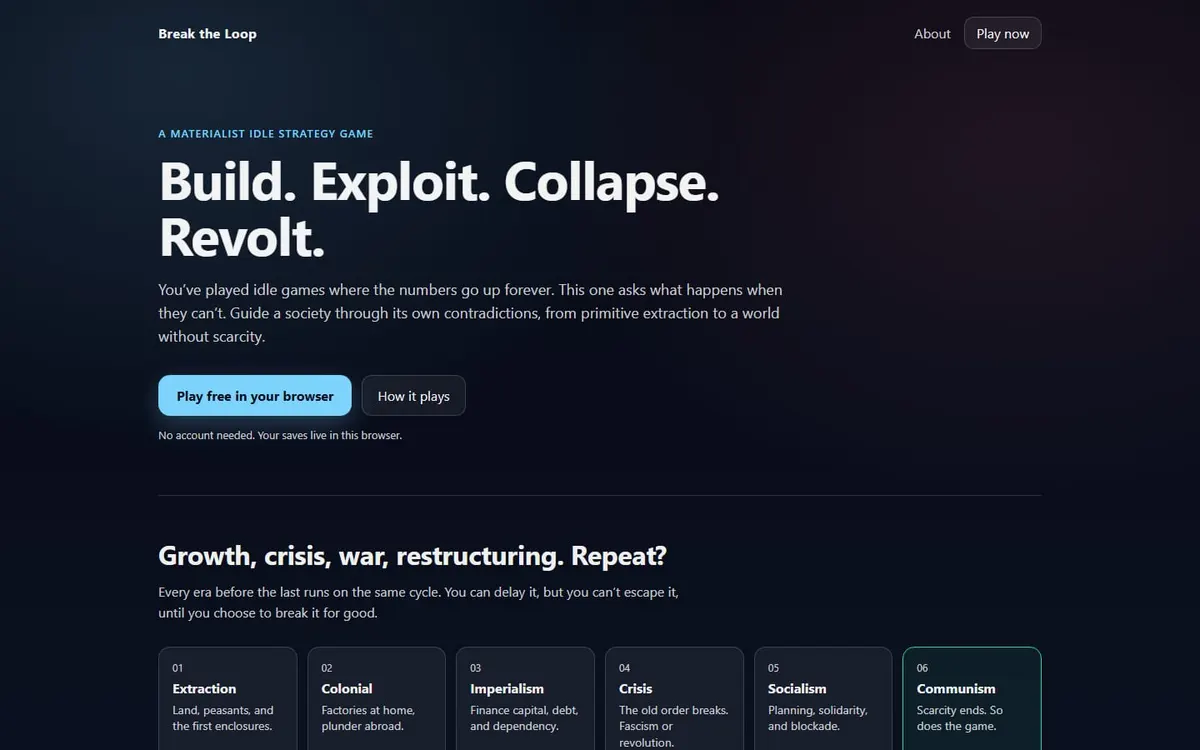 Break the Loop
About
Play now
A MATERIALIST IDLE STRATEGY GAME
Build. Exploit. Collapse.
Revolt.
You’ve played idle games where the numbers go up forever. This one asks what happens when
they can’t. Guide a society through its own contradictions, from primitive extraction to a world
without scarcity.
Play free in your browser
How it plays
No account needed. Your saves live in this browser.
Growth, crisis, war, restructuring. Repeat?
Every era before the last runs on the same cycle. You can delay it, but you can’t escape it,
until you choose to break it for good.
01
Extraction
Land, peasants, and
the first enclosures.
02
Colonial
Factories at home,
plunder abroad.
03
Imperialism
Finance capital, debt,
and dependency.
04
Crisis
The old order breaks.
Fascism or
revolution.
05
Socialism
Planning, solidarity,
and blockade.
06
Communism
Scarcity ends. So
does the game.